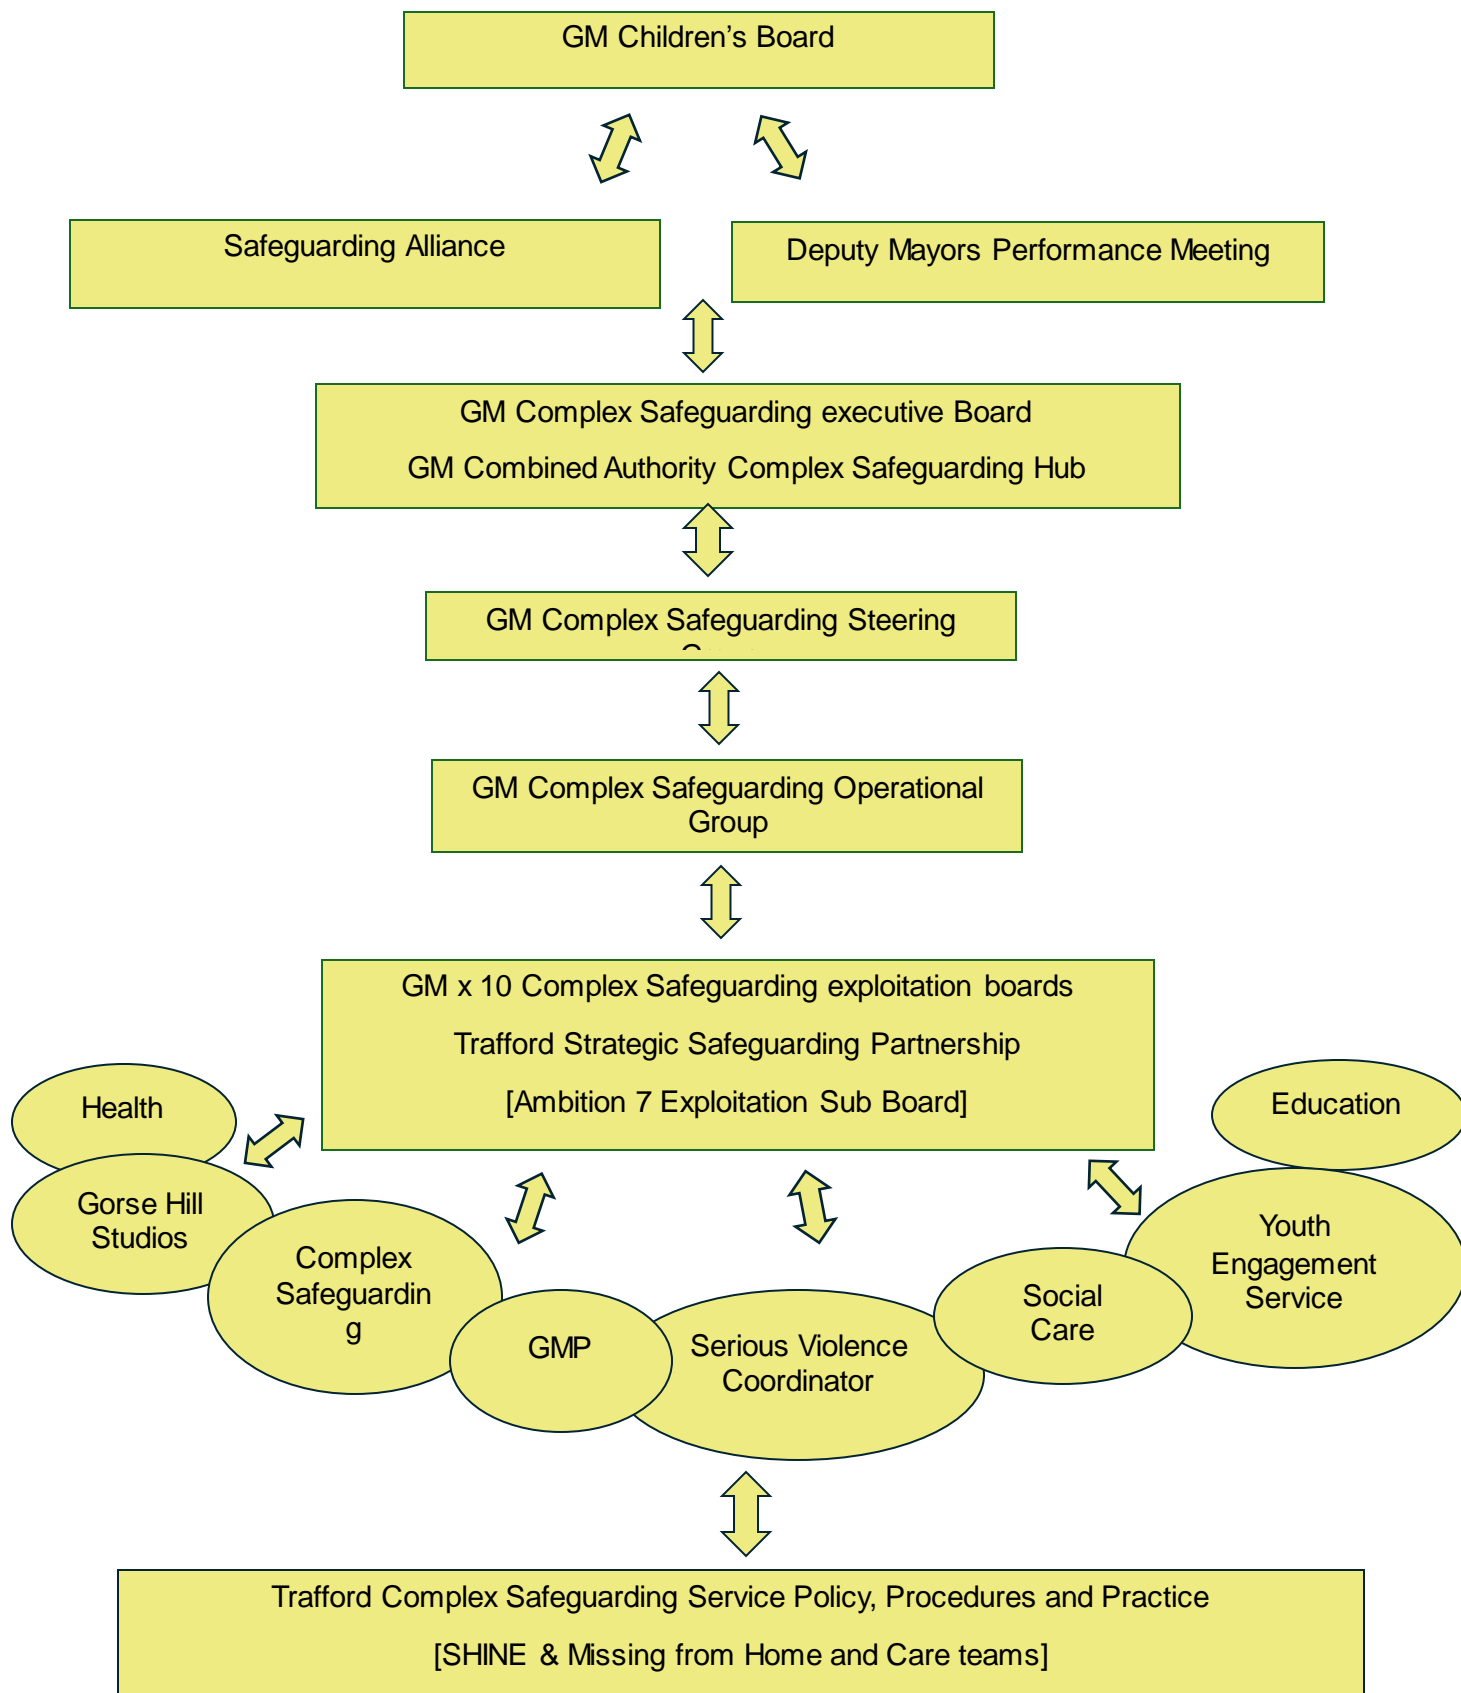 GM Children’s Board
Safeguarding Alliance
Deputy Mayors Performance Meeting
GM Complex Safeguarding executive Board
GM Combined Authority Complex Safeguarding Hub
GM Complex Safeguarding Steering
GM Complex Safeguarding Operational
Group
GM x 10 Complex Safeguarding exploitation boards
Trafford Strategic Safeguarding Partnership
[Ambition 7 Exploitation Sub Board]
Health
Education
Gorse Hill
Studios
Complex
Safeguardin
g
GMP
Serious Violence
Coordinator
Social
Care
Youth
Engagement
Service
Trafford Complex Safeguarding Service Policy, Procedures and Practice
[SHINE & Missing from Home and Care teams]